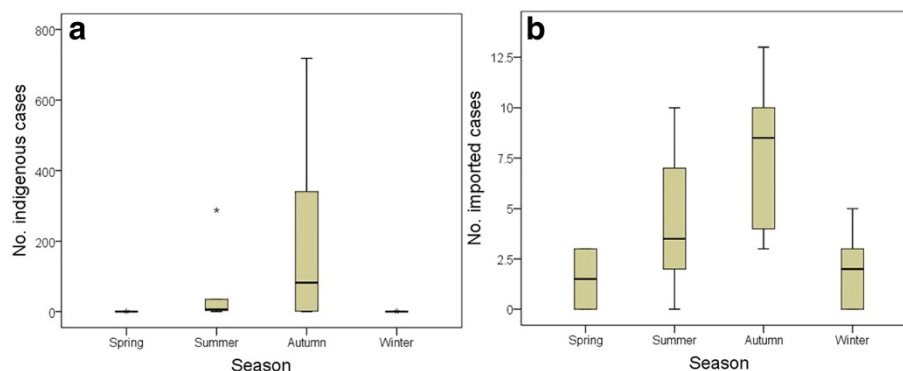 a
No. indigenous cases
800
600
400
200
0
Spring Summer Autumn Winter
Season
b
No. imported cases
12.5
10
7.5
5
2.5
0
Spring Summer Autumn Winter
Season